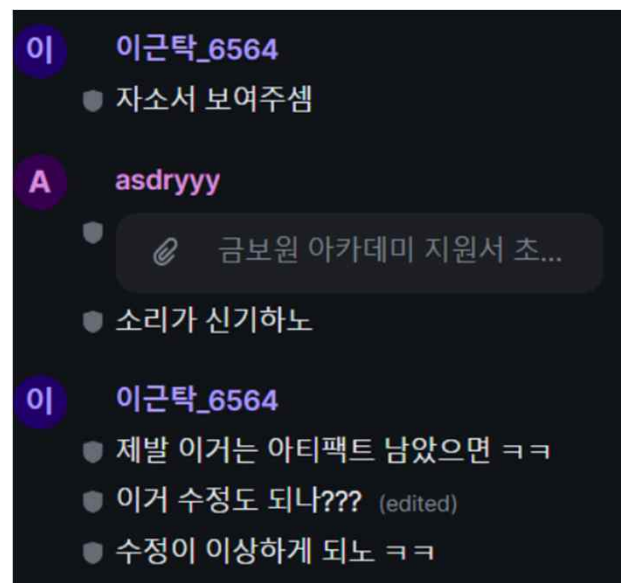 이
이근탁_6564
자소서 보여주셈
A
asdryyy
금보원 아카데미 지원서 초...
소리가 신기하노
이
이근탁_6564
제발 이거는 아티팩트 남았으면 ㅋㅋ
이거 수정도 되나??? (edited)
수정이 이상하게 되노 ㅋㅋ